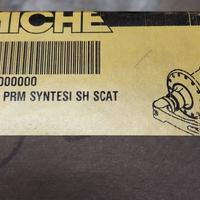 MICHE
000000
PRM SYNTESI SH SCAT